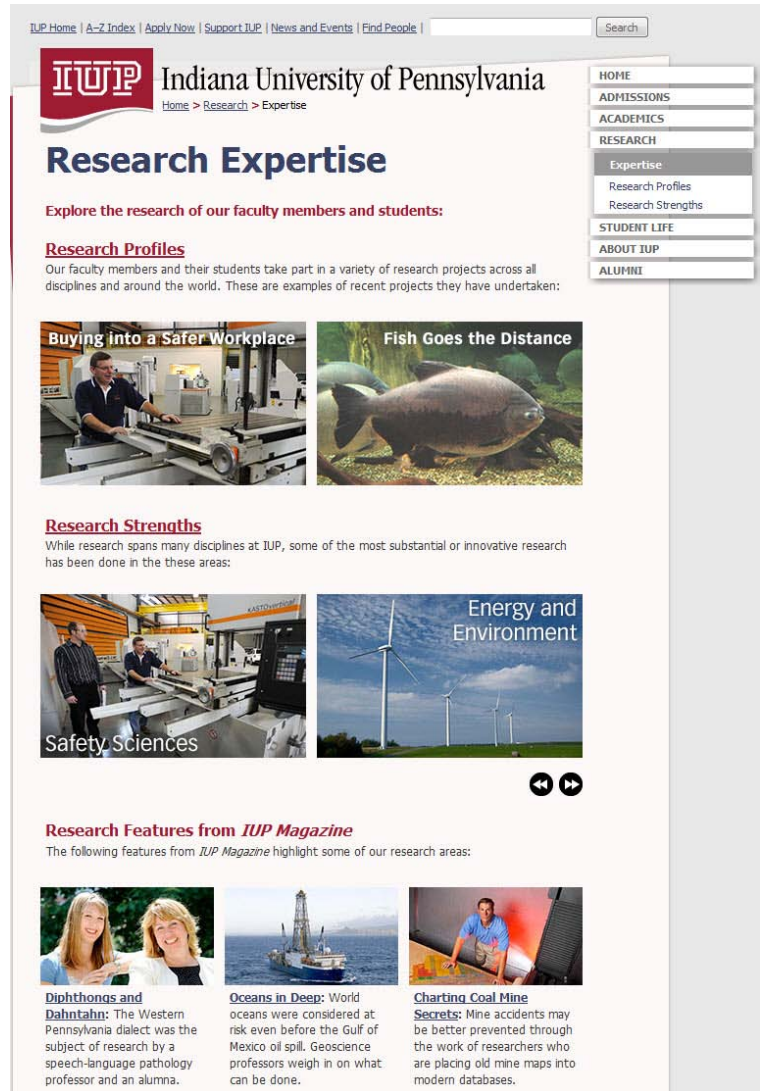 IUP Home | A–Z Index | Apply Now | Support IUP | News and Events | Find People |
Search
IUP Indiana University of Pennsylvania
Home > Research > Expertise
HOME
ADMISSIONS
ACADEMICS
RESEARCH
Expertise
Research Profiles
Research Strengths
STUDENT LIFE
ABOUT IUP
ALUMNI
Research Expertise
Explore the research of our faculty members and students:
Research Profiles
Our faculty members and their students take part in a variety of research projects across all
disciplines and around the world. These are examples of recent projects they have undertaken:
Buying into a Safer Workplace
Fish Goes the Distance
Research Strengths
While research spans many disciplines at IUP, some of the most substantial or innovative research
has been done in the these areas:
KASTOvertical
Safety Sciences
Energy and
Environment
Research Features from IUP Magazine
The following features from IUP Magazine highlight some of our research areas:
Diphthongs and
Dahntahn: The Western
Pennsylvania dialect was the
subject of research by a
speech-language pathology
professor and an alumna.
Oceans in Deep: World
oceans were considered at
risk even before the Gulf of
Mexico oil spill. Geoscience
professors weigh in on what
can be done.
Charting Coal Mine
Secrets: Mine accidents may
be better prevented through
the work of researchers who
are placing old mine maps into
modern databases.